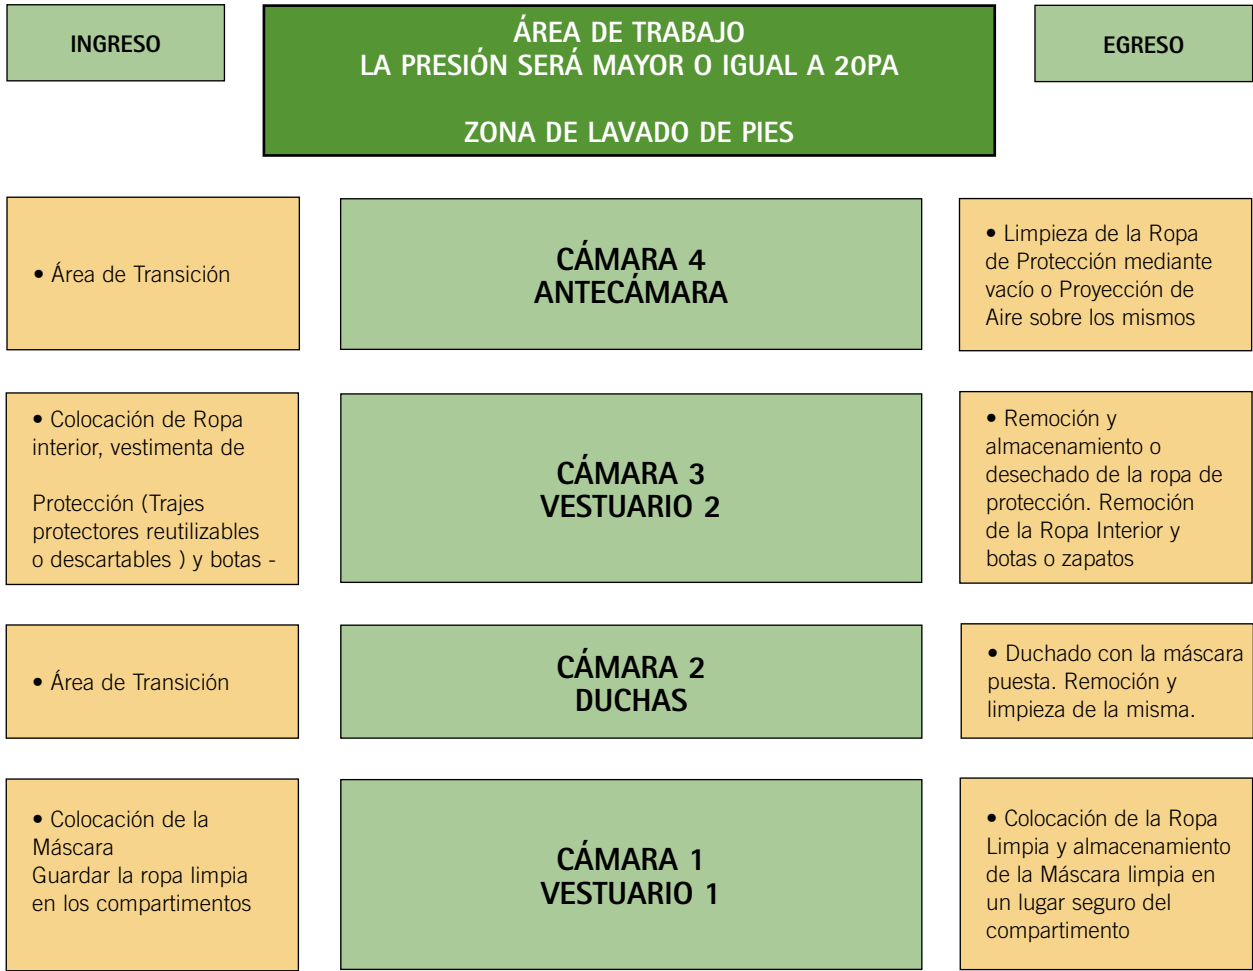 INGRESO
ÁREA DE TRABAJO
LA PRESIÓN SERÁ MAYOR O IGUAL A 20PA
ZONA DE LAVADO DE PIES
EGRESO
• Área de Transición
CÁMARA 4
ANTECÁMARA
• Limpieza de la Ropa
de Protección mediante
vacío o Proyección de
Aire sobre los mismos
• Colocación de Ropa
interior, vestimenta de
Protección (Trajes
protectores reutilizables
o descartables ) y botas -
CÁMARA 3
VESTUARIO 2
• Remoción y
almacenamiento o
desechado de la ropa de
protección. Remoción
de la Ropa Interior y
botas o zapatos
• Área de Transición
CÁMARA 2
DUCHAS
• Duchado con la máscara
puesta. Remoción y
limpieza de la misma.
• Colocación de la
Máscara
Guardar la ropa limpia
en los compartimentos
CÁMARA 1
VESTUARIO 1
• Colocación de la Ropa
Limpia y almacenamiento
de la Máscara limpia en
un lugar seguro del
compartimento